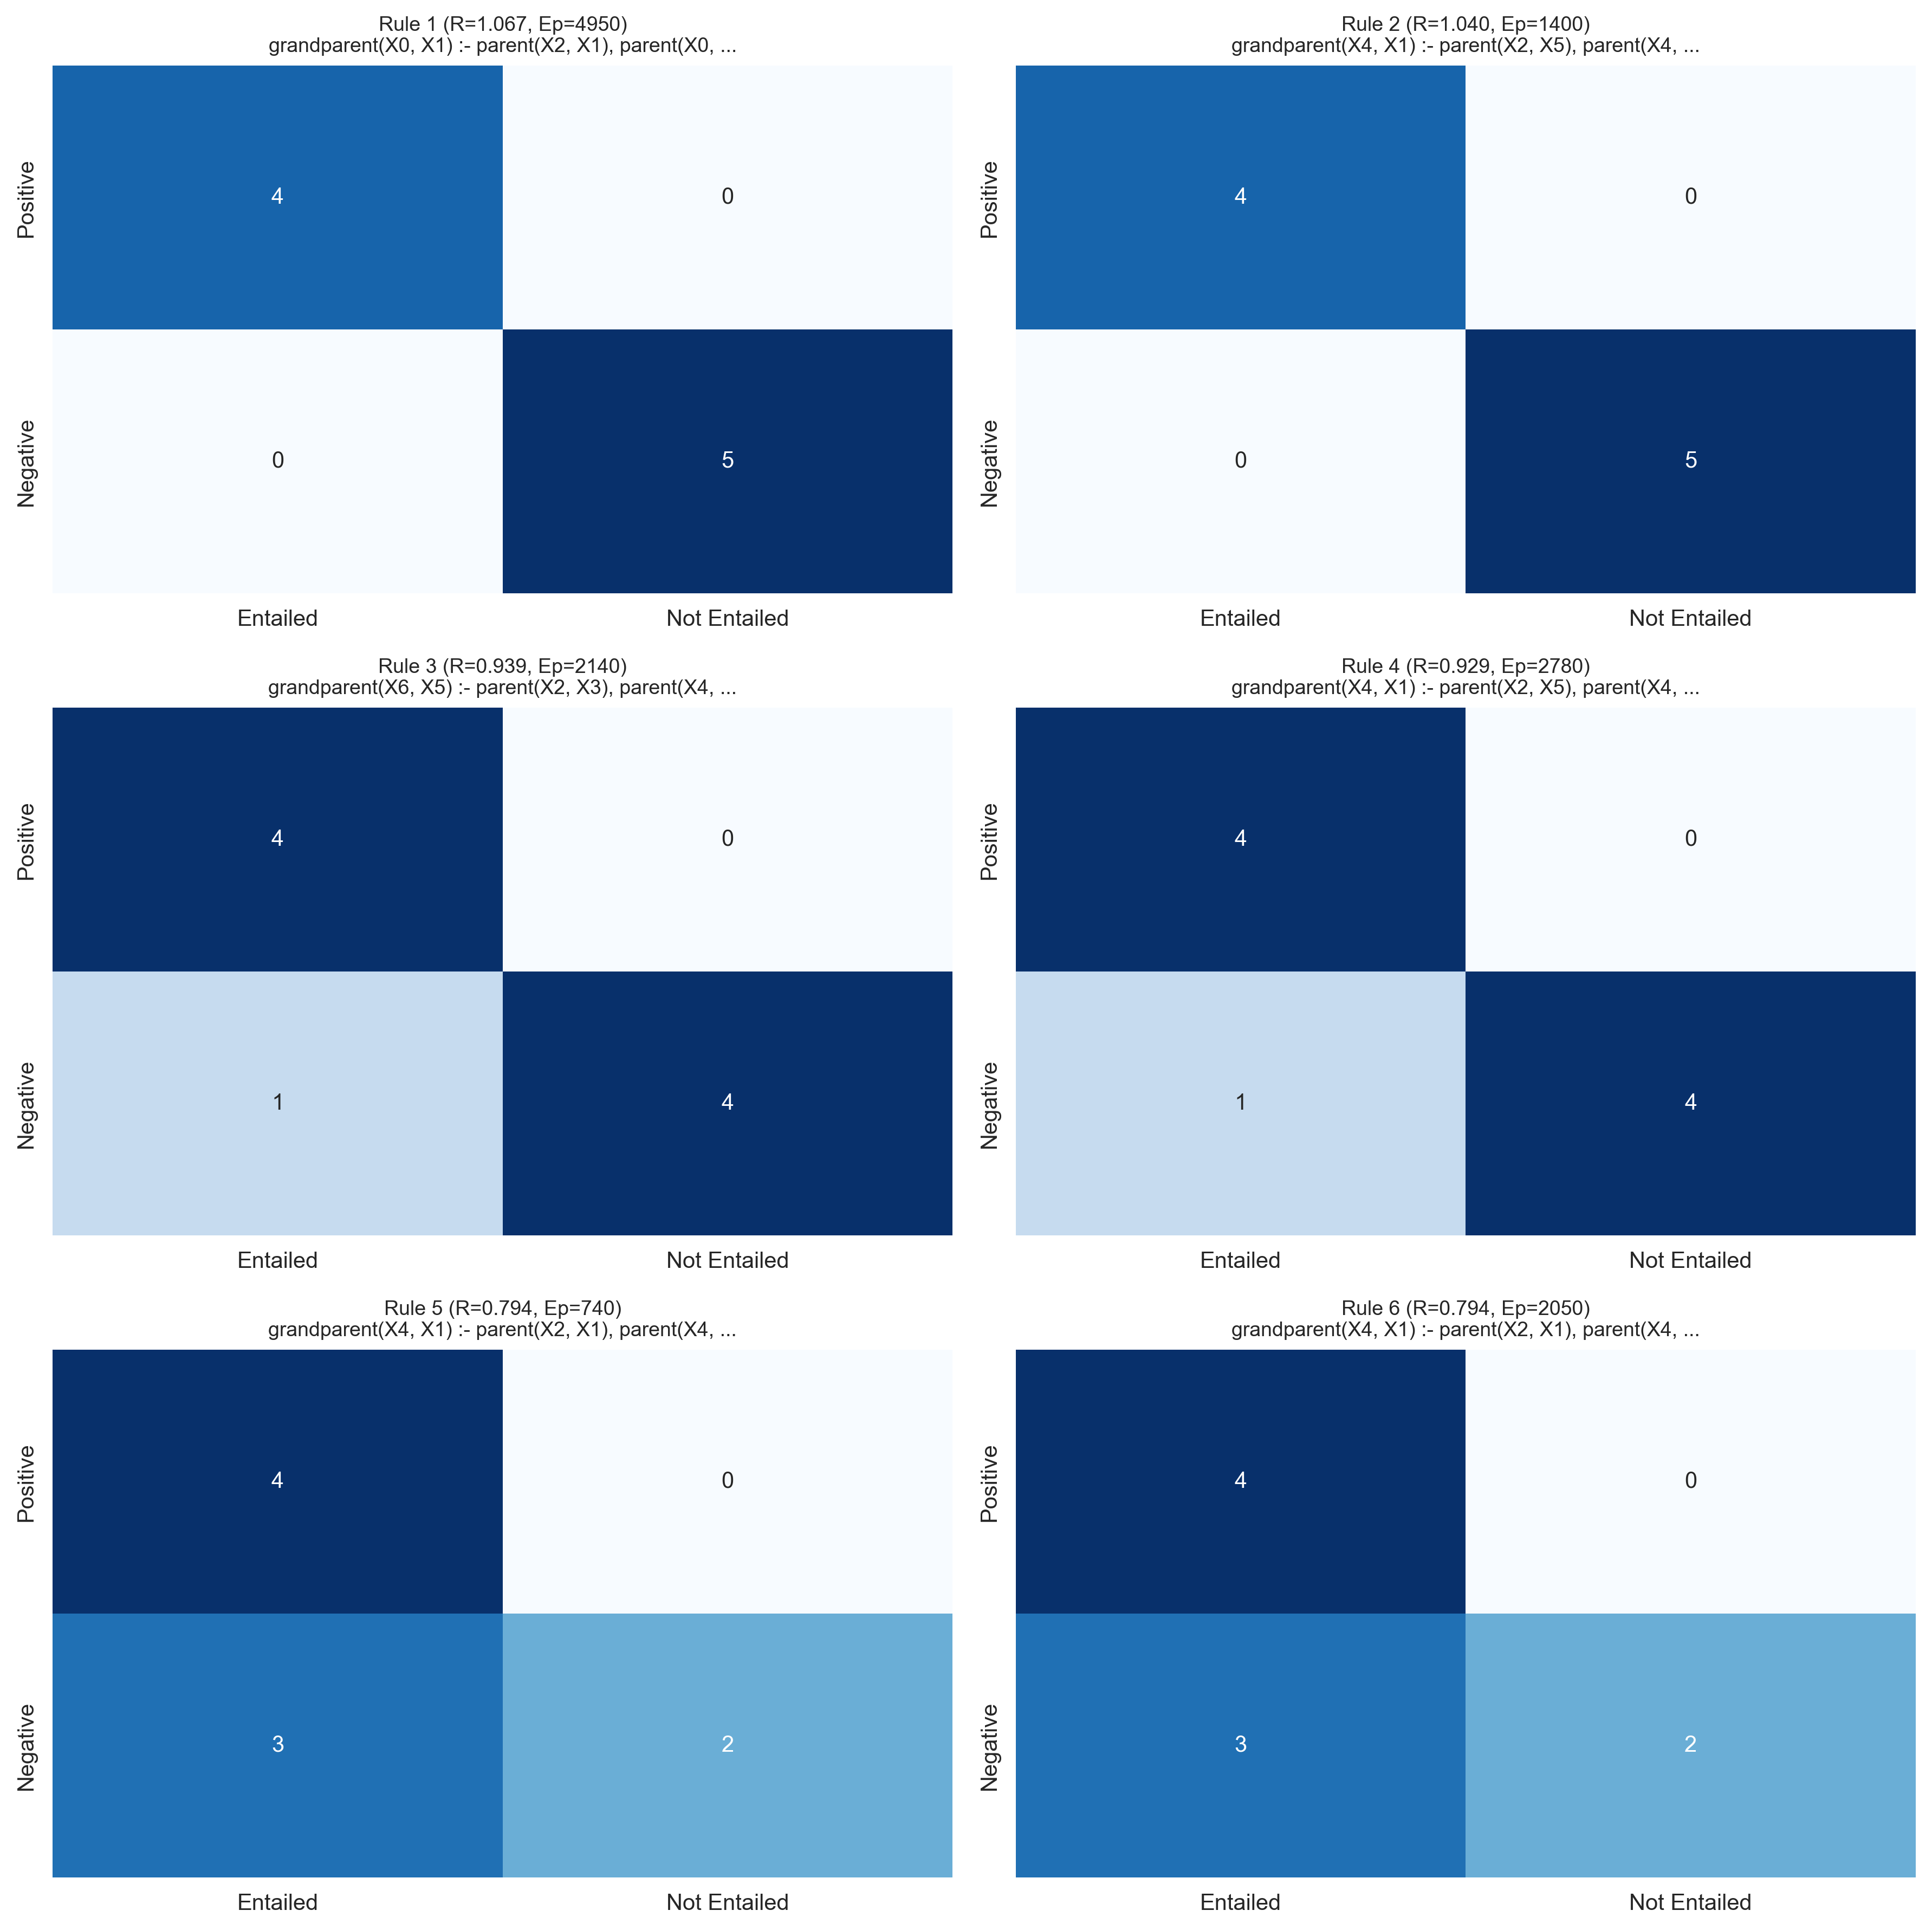 Rule 1 (R=1.067, Ep=4950)
grandparent(X0, X1) :- parent(X2, X1), parent(X0, ...
Positive
4
0
Negative
0
5
Entailed
Not Entailed
Rule 2 (R=1.040, Ep=1400)
grandparent(X4, X1) :- parent(X2, X5), parent(X4, ...
Positive
4
0
Negative
0
5
Entailed
Not Entailed
Rule 3 (R=0.939, Ep=2140)
grandparent(X6, X5) :- parent(X2, X3), parent(X4, ...
Positive
4
0
Negative
1
4
Entailed
Not Entailed
Rule 4 (R=0.929, Ep=2780)
grandparent(X4, X1) :- parent(X2, X5), parent(X4, ...
Positive
4
0
Negative
1
4
Entailed
Not Entailed
Rule 5 (R=0.794, Ep=740)
grandparent(X4, X1) :- parent(X2, X1), parent(X4, ...
Positive
4
0
Negative
3
2
Entailed
Not Entailed
Rule 6 (R=0.794, Ep=2050)
grandparent(X4, X1) :- parent(X2, X1), parent(X4, ...
Positive
4
0
Negative
3
2
Entailed
Not Entailed